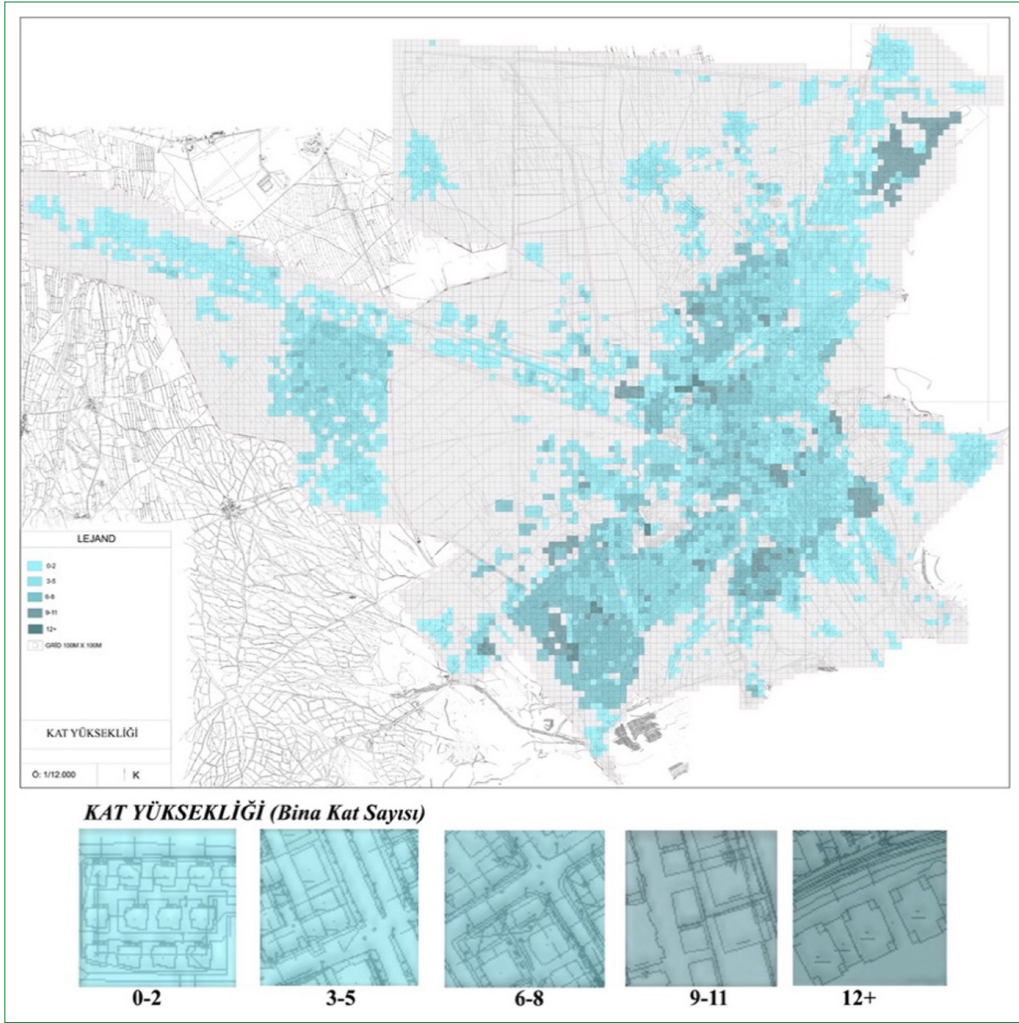 LEJAND
0-2
3-5
6-8
9-11
12+
GRİD 100M X 100M
KAT YÜKSEKLİĞİ
Ö: 1/12.000 K
KAT YÜKSEKLİĞİ (Bina Kat Sayısı)
0-2 3-5 6-8 9-11 12+